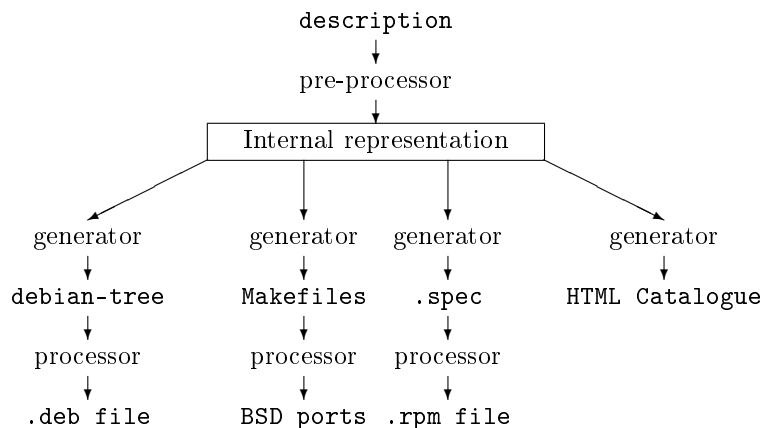 description
pre-processor
Internal representation
generator generator generator generator
debian-tree Makefiles .spec HTML Catalogue
processor processor processor
.deb file BSD ports .rpm file